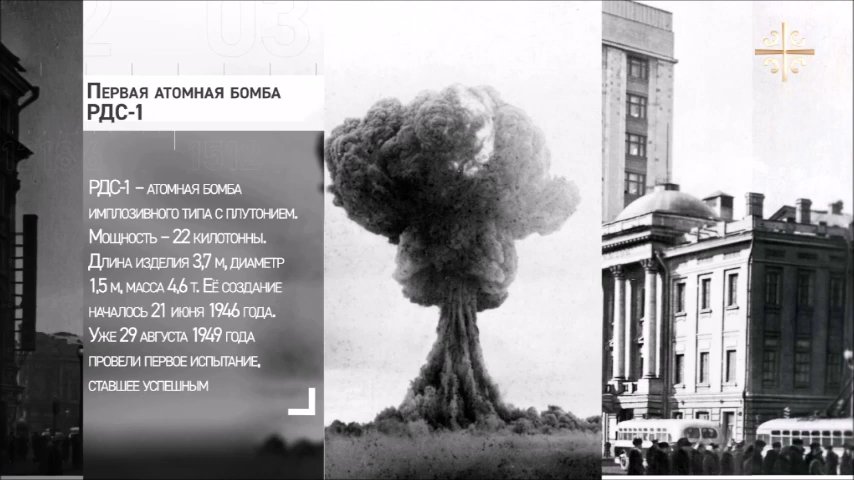 03
Первая атомная бомба
РДС-1
РДС-1 – атомная бомба
имплозивного типа с плутонием.
Мощность – 22 килотонны.
Длина изделия 3,7 м, диаметр
1,5 м, масса 4,6 т. Её создание
началось 21 июня 1946 года.
Уже 29 августа 1949 года
провели первое испытание,
ставшее успешным